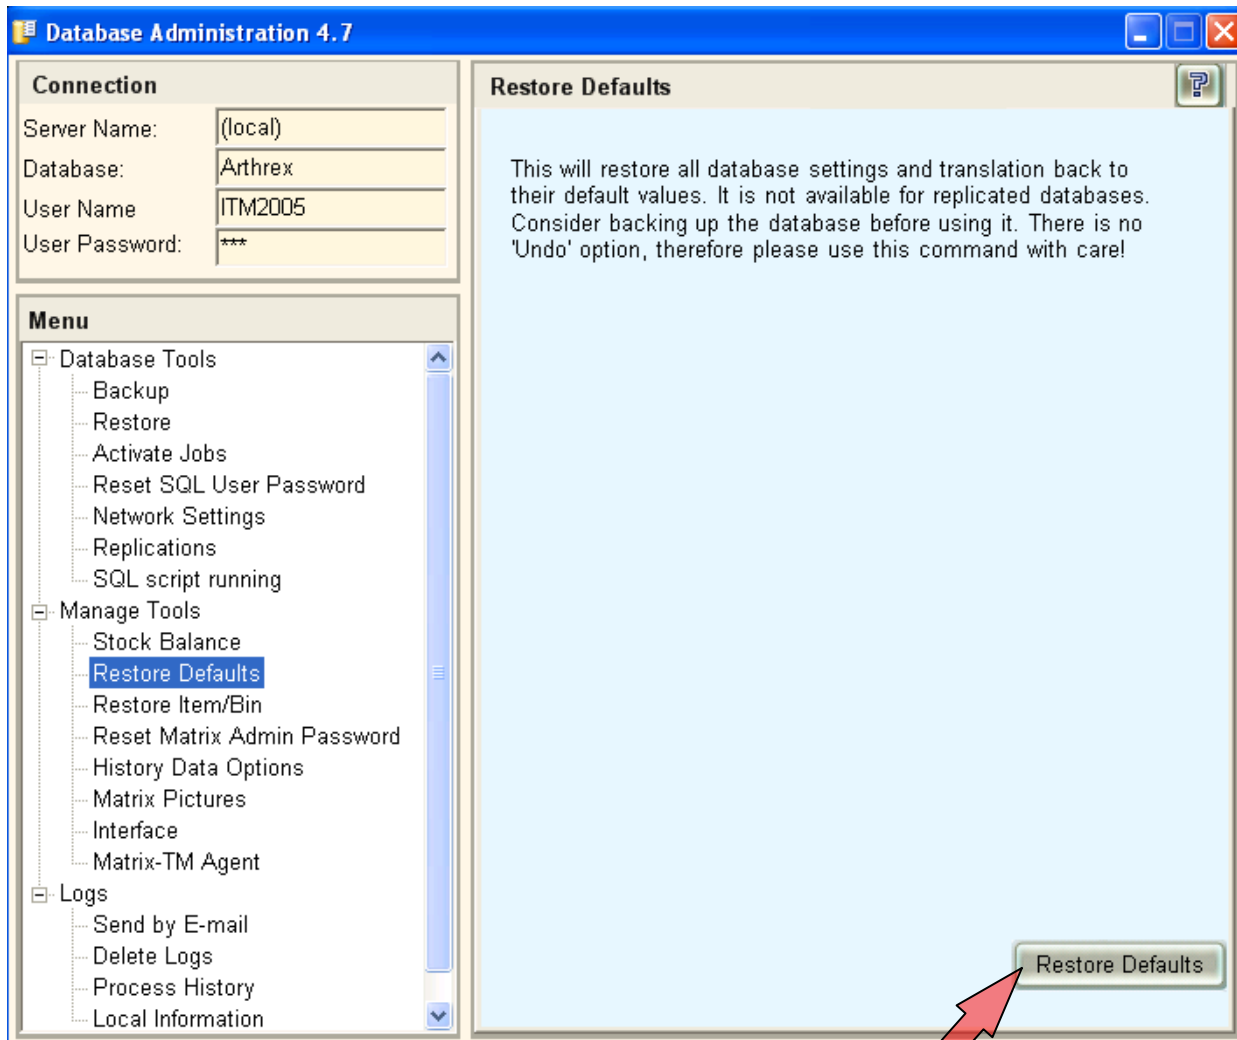 Database Administration 4.7
Connection
Server Name: (local)
Database: Arthrex
User Name ITM2005
User Password: ***
Menu
Database Tools
Backup
Restore
Activate Jobs
Reset SQL User Password
Network Settings
Replications
SQL script running
Manage Tools
Stock Balance
Restore Defaults
Restore Item/Bin
Reset Matrix Admin Password
History Data Options
Matrix Pictures
Interface
Matrix-TM Agent
Logs
Send by E-mail
Delete Logs
Process History
Local Information
Restore Defaults
?
This will restore all database settings and translation back to
their default values. It is not available for replicated databases.
Consider backing up the database before using it. There is no
'Undo' option, therefore please use this command with care!
Restore Defaults